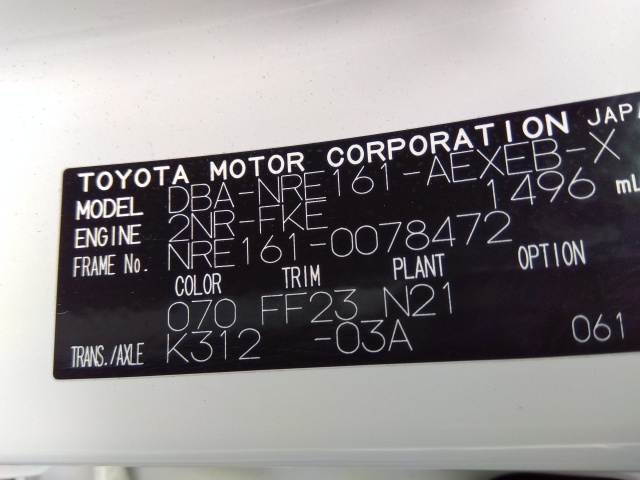 TOYOTA MOTOR CORPORATION JAPA
MODEL DBA-NRE161-AEXEB-X
ENGINE 2NR-FKE 1496 mL
FRAME No. NRE161-0078472
COLOR TRIM PLANT OPTION
070 FF23 N21
TRANS./AXLE K312 -03A 061